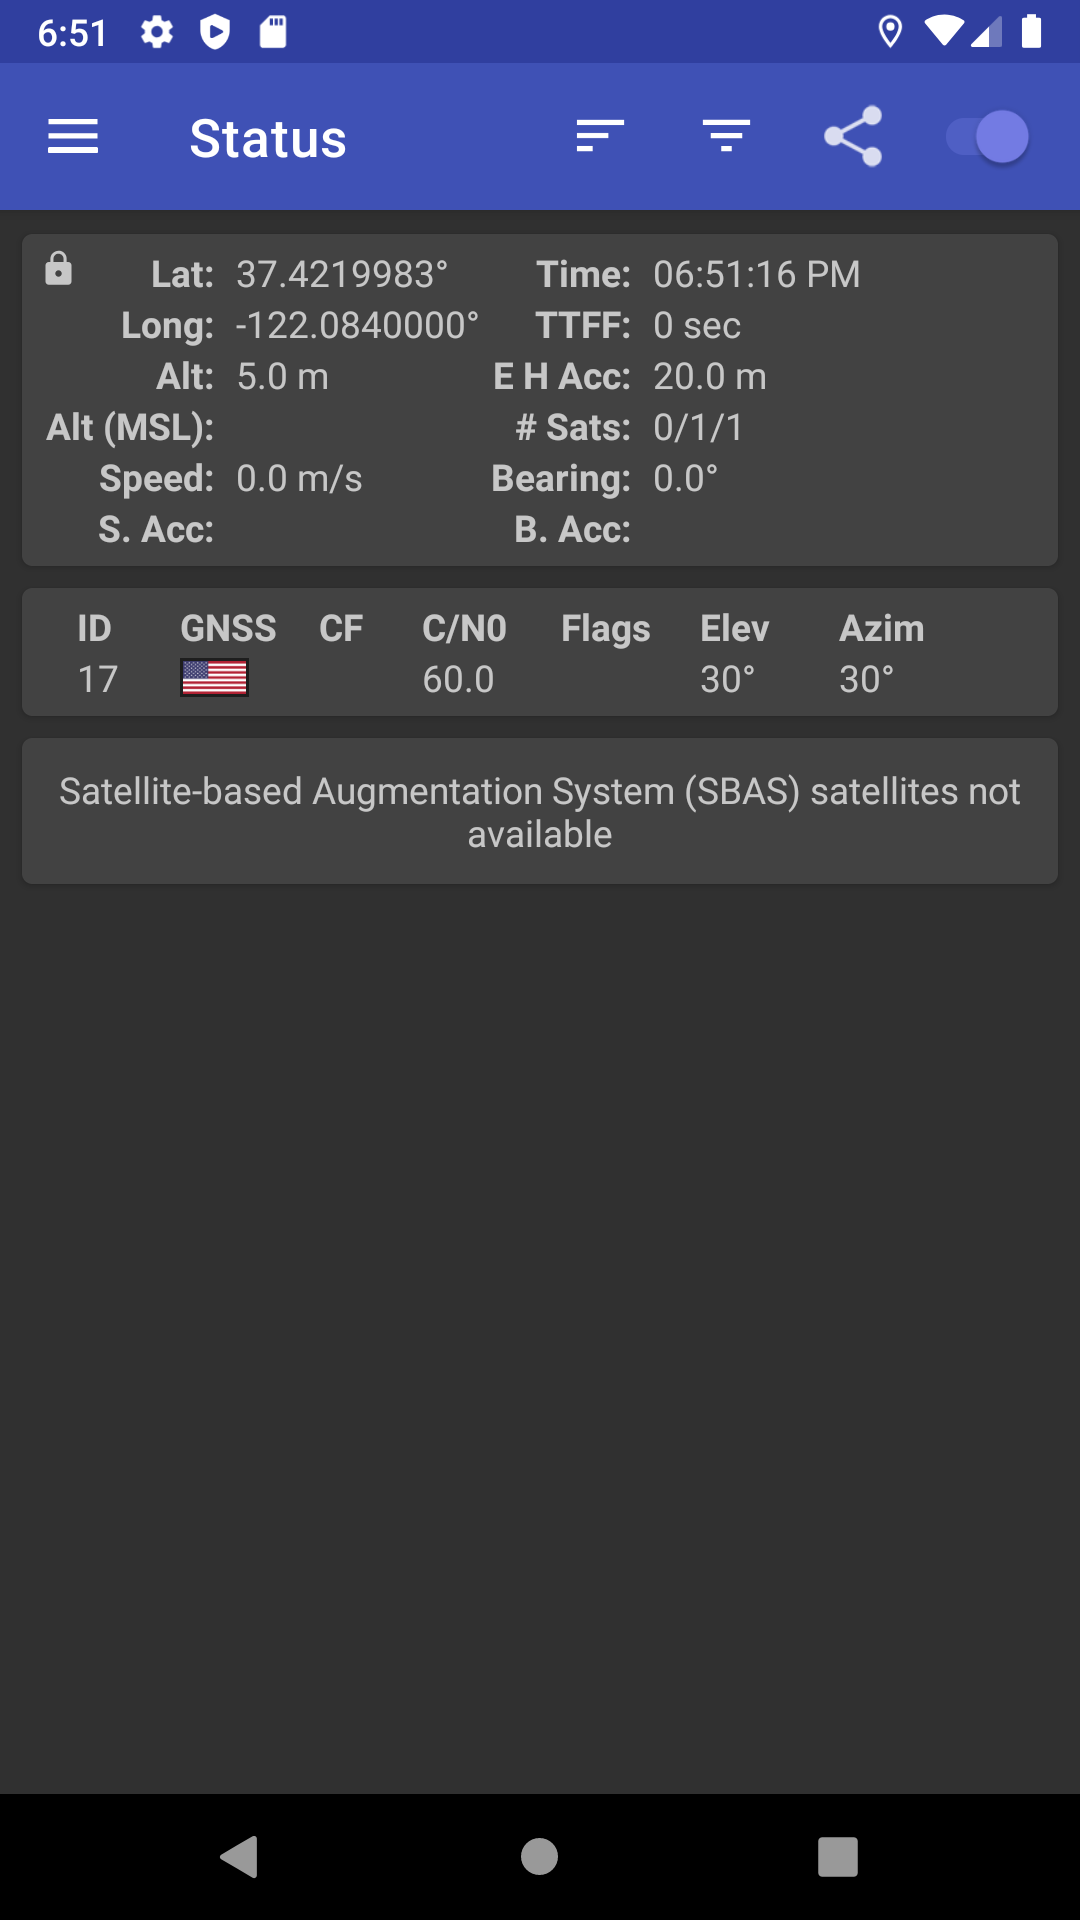 6:51
Status
Lat: 37.4219983° Time: 06:51:16 PM
Long: -122.0840000° TTFF: 0 sec
Alt: 5.0 m E H Acc: 20.0 m
Alt (MSL): # Sats: 0/1/1
Speed: 0.0 m/s Bearing: 0.0°
S. Acc: B. Acc:
ID GNSS CF C/N0 Flags Elev Azim
17 60.0 30° 30°
Satellite-based Augmentation System (SBAS) satellites not
available